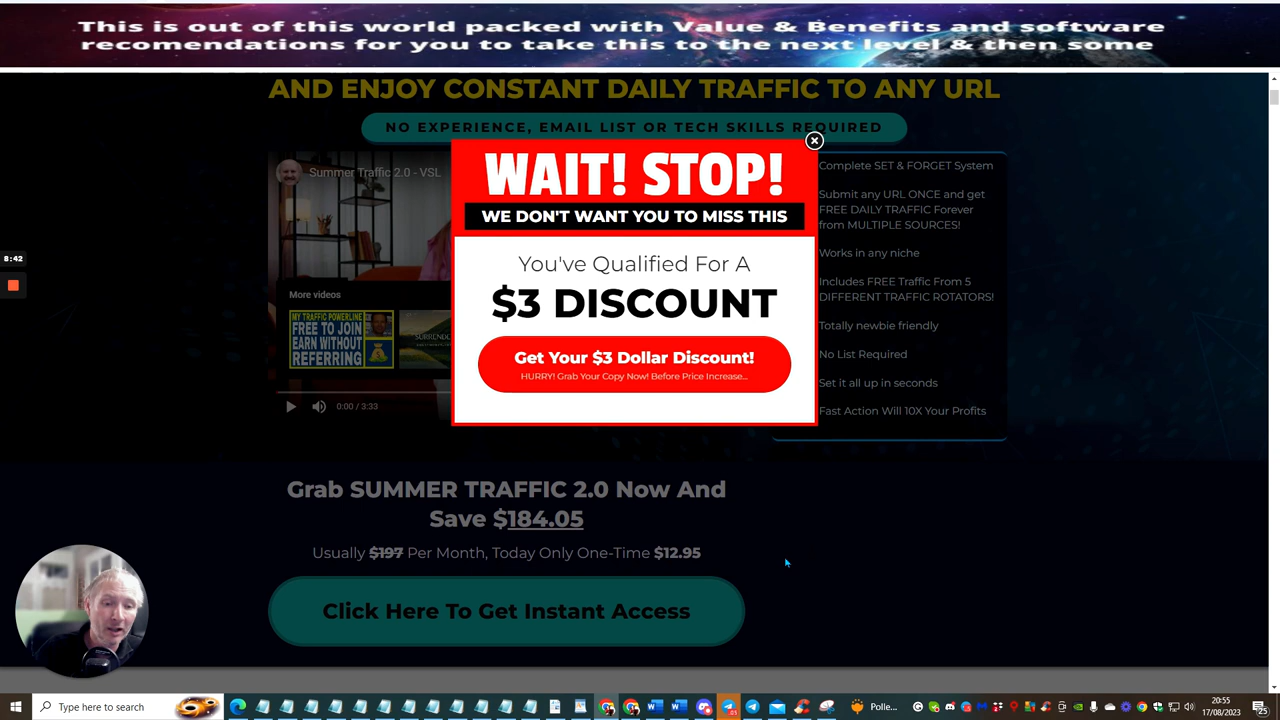 This is out of this world packed with Value & Benefits and software
recomendations for you to take this to the next level & then some
AND ENJOY CONSTANT DAILY TRAFFIC TO ANY URL
NO EXPERIENCE, EMAIL LIST OR TECH SKILLS REQUIRED
Summer Traffic 2.0 - VSL
More videos
MY TRAFFIC POWERLINE
FREE TO JOIN
EARN WITHOUT
REFERRING
0:00 / 3:33
WAIT! STOP!
WE DON'T WANT YOU TO MISS THIS
You've Qualified For A
$3 DISCOUNT
Get Your $3 Dollar Discount!
HURRY! Grab Your Copy Now! Before Price Increase...
Complete SET & FORGET System
Submit any URL ONCE and get
FREE DAILY TRAFFIC Forever
from MULTIPLE SOURCES!
Works in any niche
Includes FREE Traffic From 5
DIFFERENT TRAFFIC ROTATORS!
Totally newbie friendly
No List Required
Set it all up in seconds
Fast Action Will 10X Your Profits
8:42
Grab SUMMER TRAFFIC 2.0 Now And
Save $184.05
Usually $197 Per Month, Today Only One-Time $12.95
Click Here To Get Instant Access
Type here to search
Polle...
20:55
17/08/2023